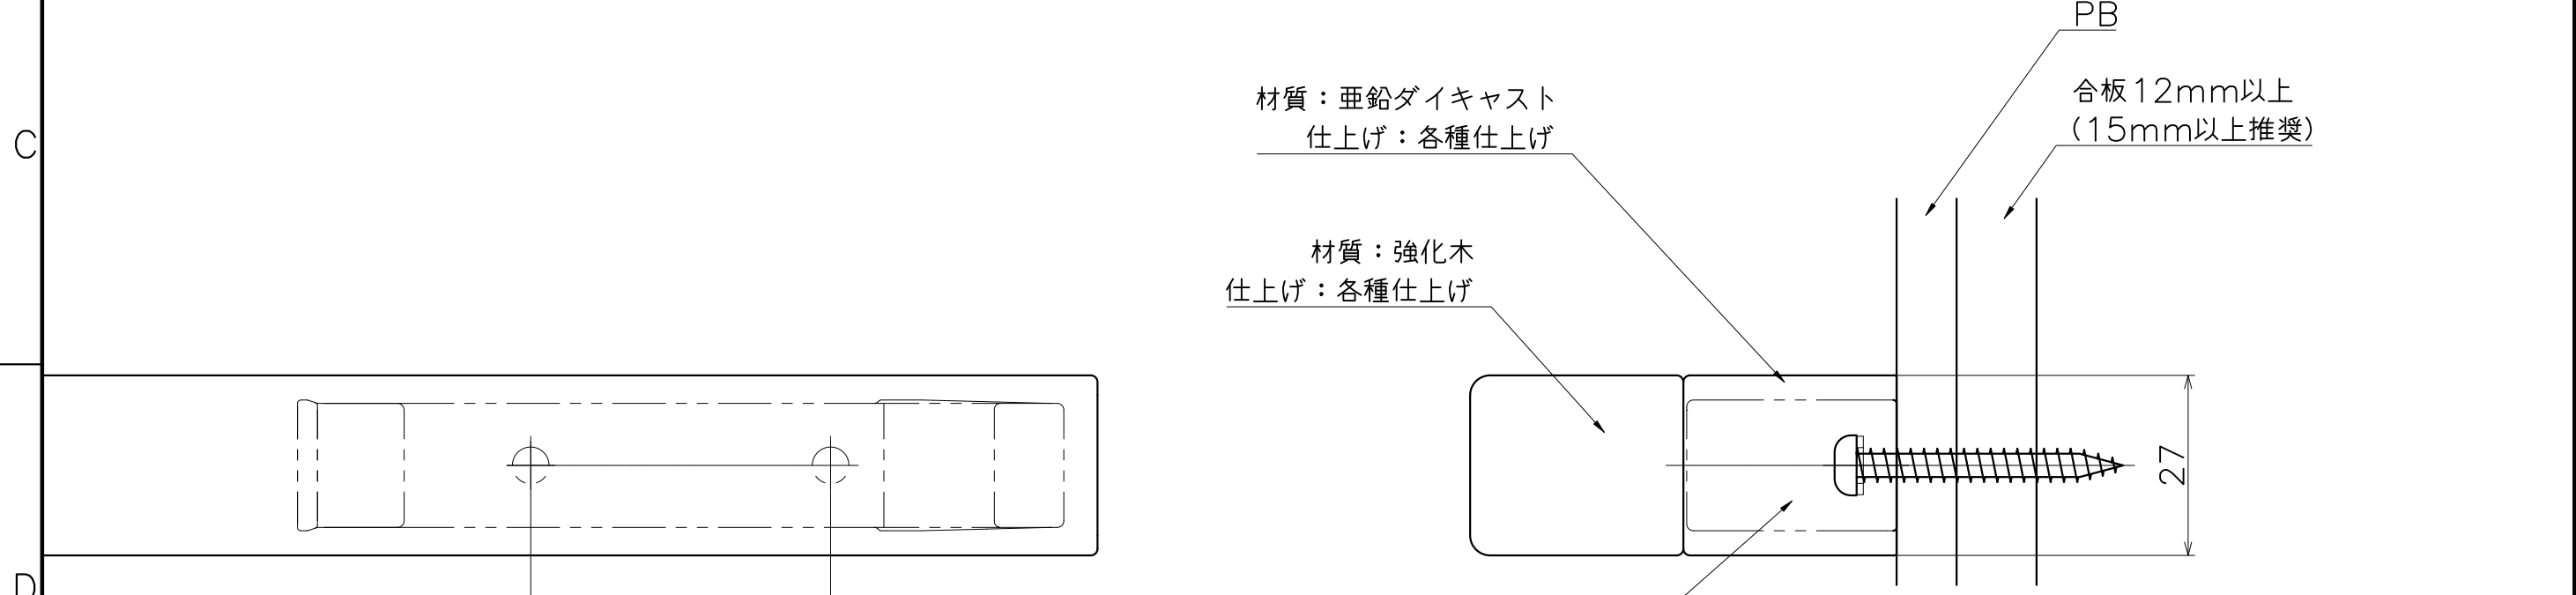 PB
材質：亜鉛ダイキャスト
仕上げ：各種仕上げ
合板12mm以上
(15mm以上推奨)
C
材質：強化木
仕上げ：各種仕上げ
27
D